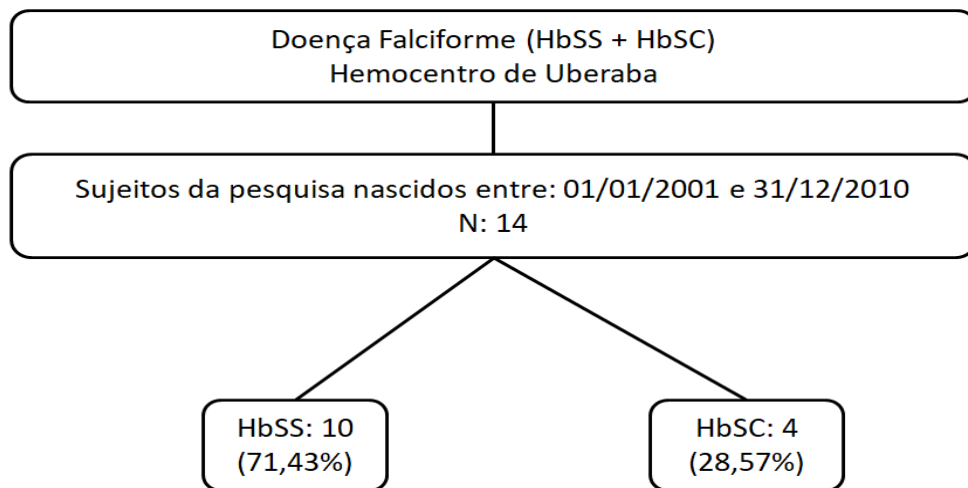 Doença Falciforme (HbSS + HbSC)
Hemocentro de Uberaba
Sujeitos da pesquisa nascidos entre: 01/01/2001 e 31/12/2010
N: 14
HbSS: 10
(71,43%)
HbSC: 4
(28,57%)